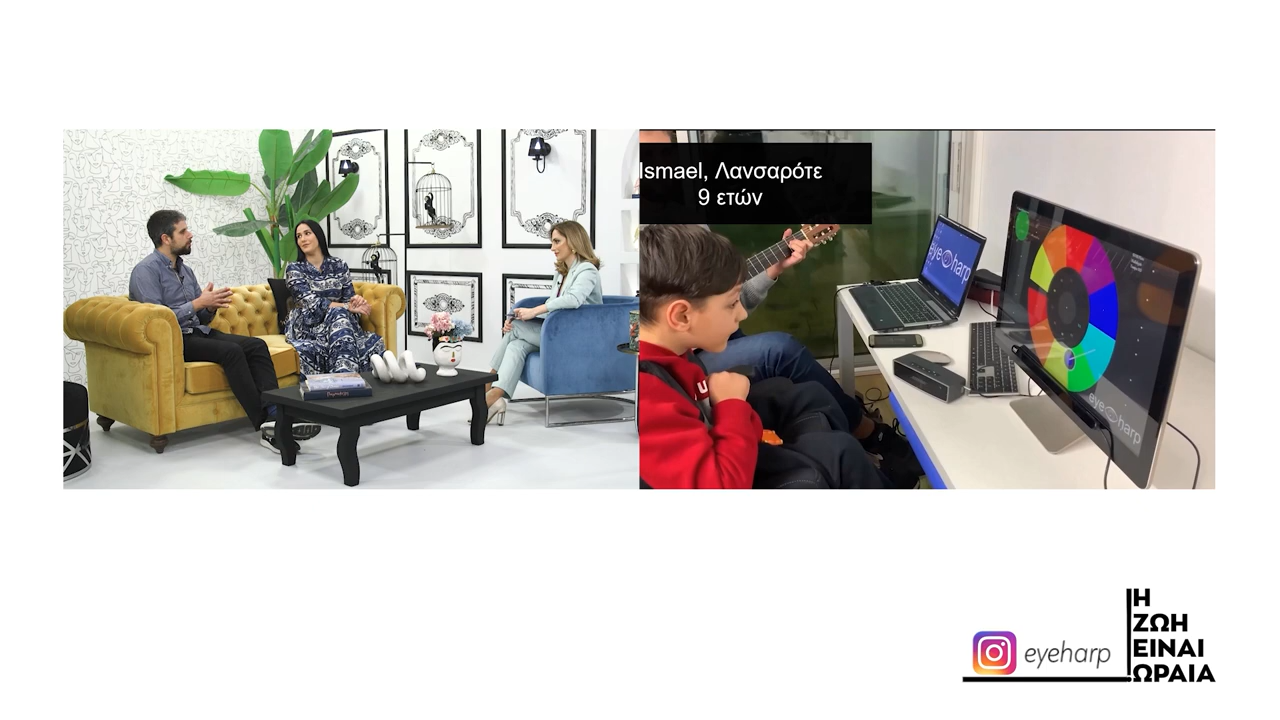 Ismael, Λανσαρότε
9 ετών
eyeharp
eyeharp
eyeharp
Η
ΖΩΗ
ΕΙΝΑΙ
ΩΡΑΙΑ